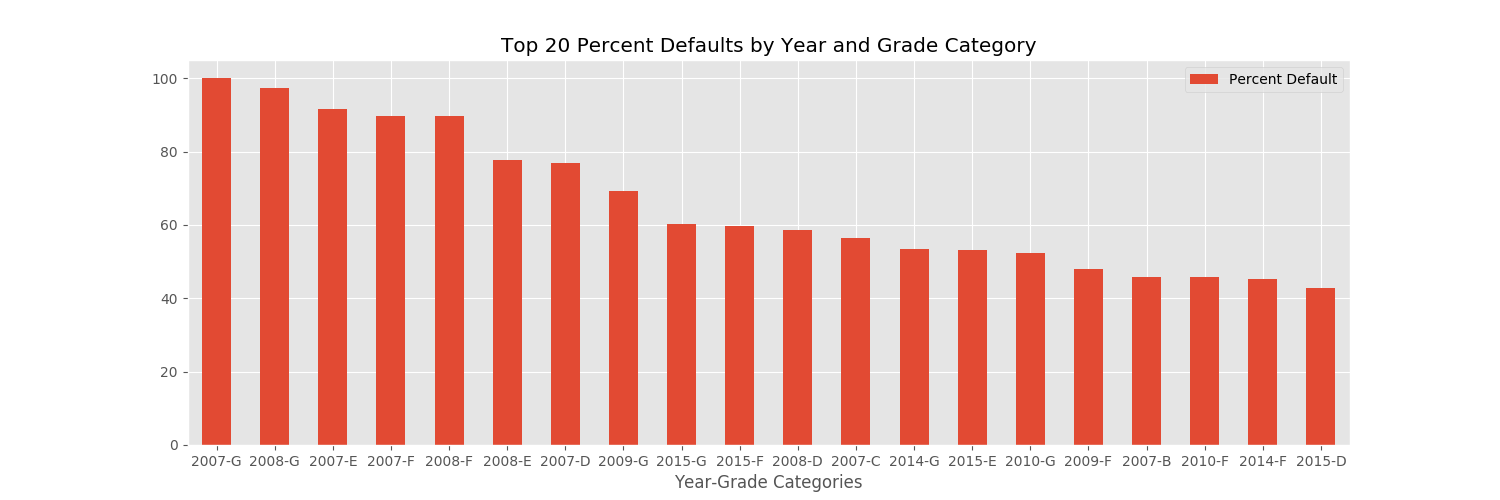 Top 20 Percent Defaults by Year and Grade Category
Percent Default
100
80
60
40
20
0
2007-G 2008-G 2007-E 2007-F 2008-F 2008-E 2007-D 2009-G 2015-G 2015-F 2008-D 2007-C 2014-G 2015-E 2010-G 2009-F 2007-B 2010-F 2014-F 2015-D
Year-Grade Categories